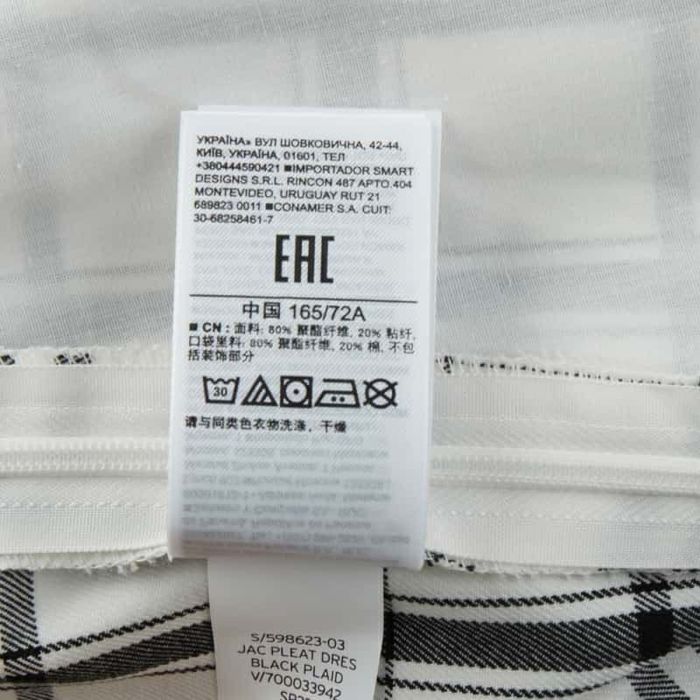 УКРАЇНА» ВУЛ ШОВКОВИЧНА, 42-44,
КИЇВ, УКРАЇНА, 01601, ТЕЛ
+380444590421 ■IMPORTADOR SMART
DESIGNS S.R.L. RINCON 487 APTO.404
MONTEVIDEO, URUGUAY RUT 21
689823 0011 ■CONAMER S.A. CUIT:
30-68258461-7
EAC
中国 165/72A
■ CN : 面料: 80% 聚酯纤维, 20% 粘纤,
口袋里料: 80% 聚酯纤维, 20% 棉, 不包
括装饰部分
30
请与同类色衣物洗涤, 干燥
S/598623-03
JAC PLEAT DRES
BLACK PLAID
V/700033942